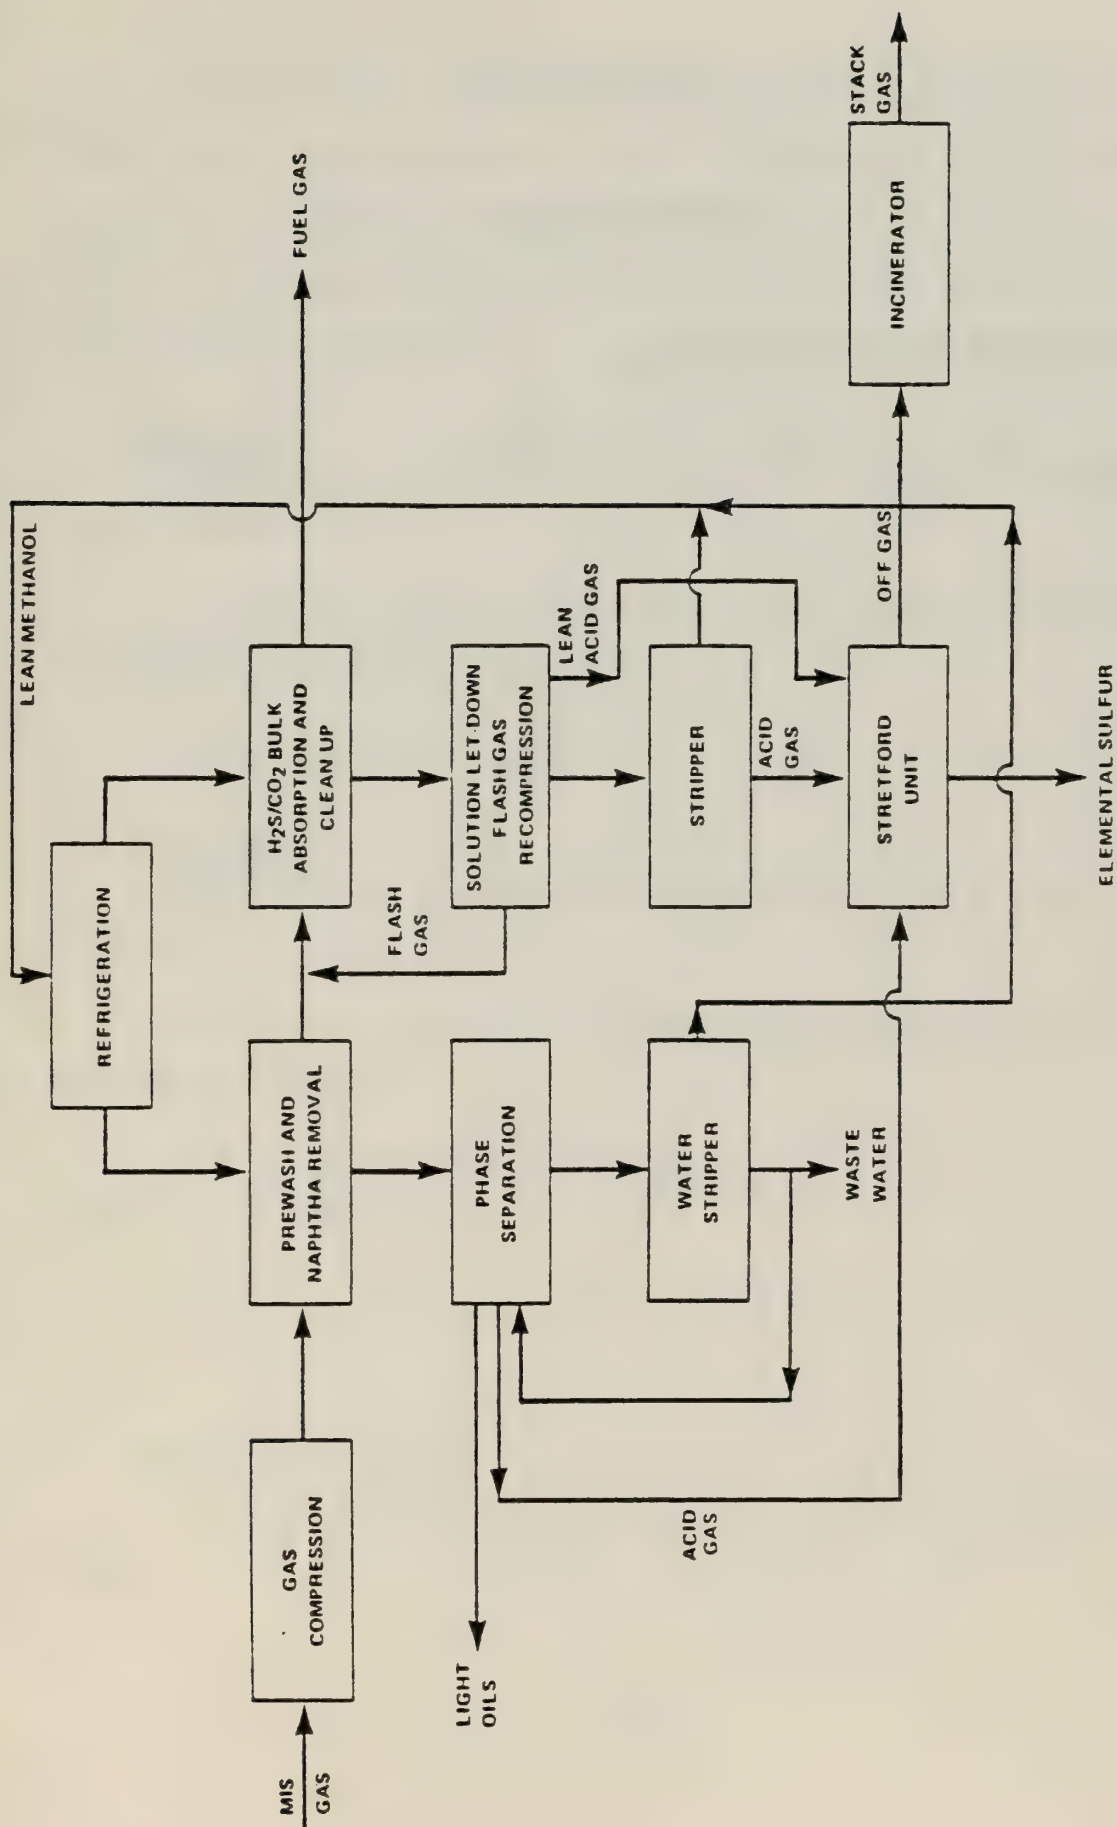 LEAN METHANOL
REFRIGERATION
MIS
GAS
GAS
COMPRESSION
PREWASH AND
NAPHTHA REMOVAL
H2S/CO2 BULK
ABSORPTION AND
CLEAN UP
FUEL GAS
FLASH
GAS
LIGHT
OILS
PHASE
SEPARATION
SOLUTION LET-DOWN
FLASH GAS
RECOMPRESSION
LEAN
ACID GAS
ACID
GAS
WATER
STRIPPER
STRIPPER
ACID
GAS
WASTE
WATER
STRETFORD
UNIT
OFF GAS
INCINERATOR
STACK
GAS
ELEMENTAL SULFUR